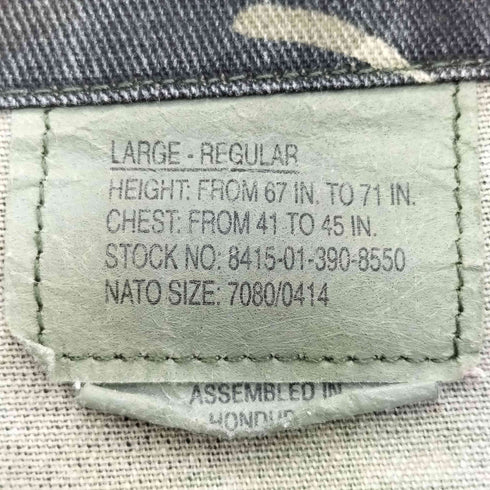 LARGE - REGULAR
HEIGHT: FROM 67 IN. TO 71 IN.
CHEST: FROM 41 TO 45 IN.
STOCK NO: 8415-01-390-8550
NATO SIZE: 7080/0414
ASSEMBLED IN
HONDUR